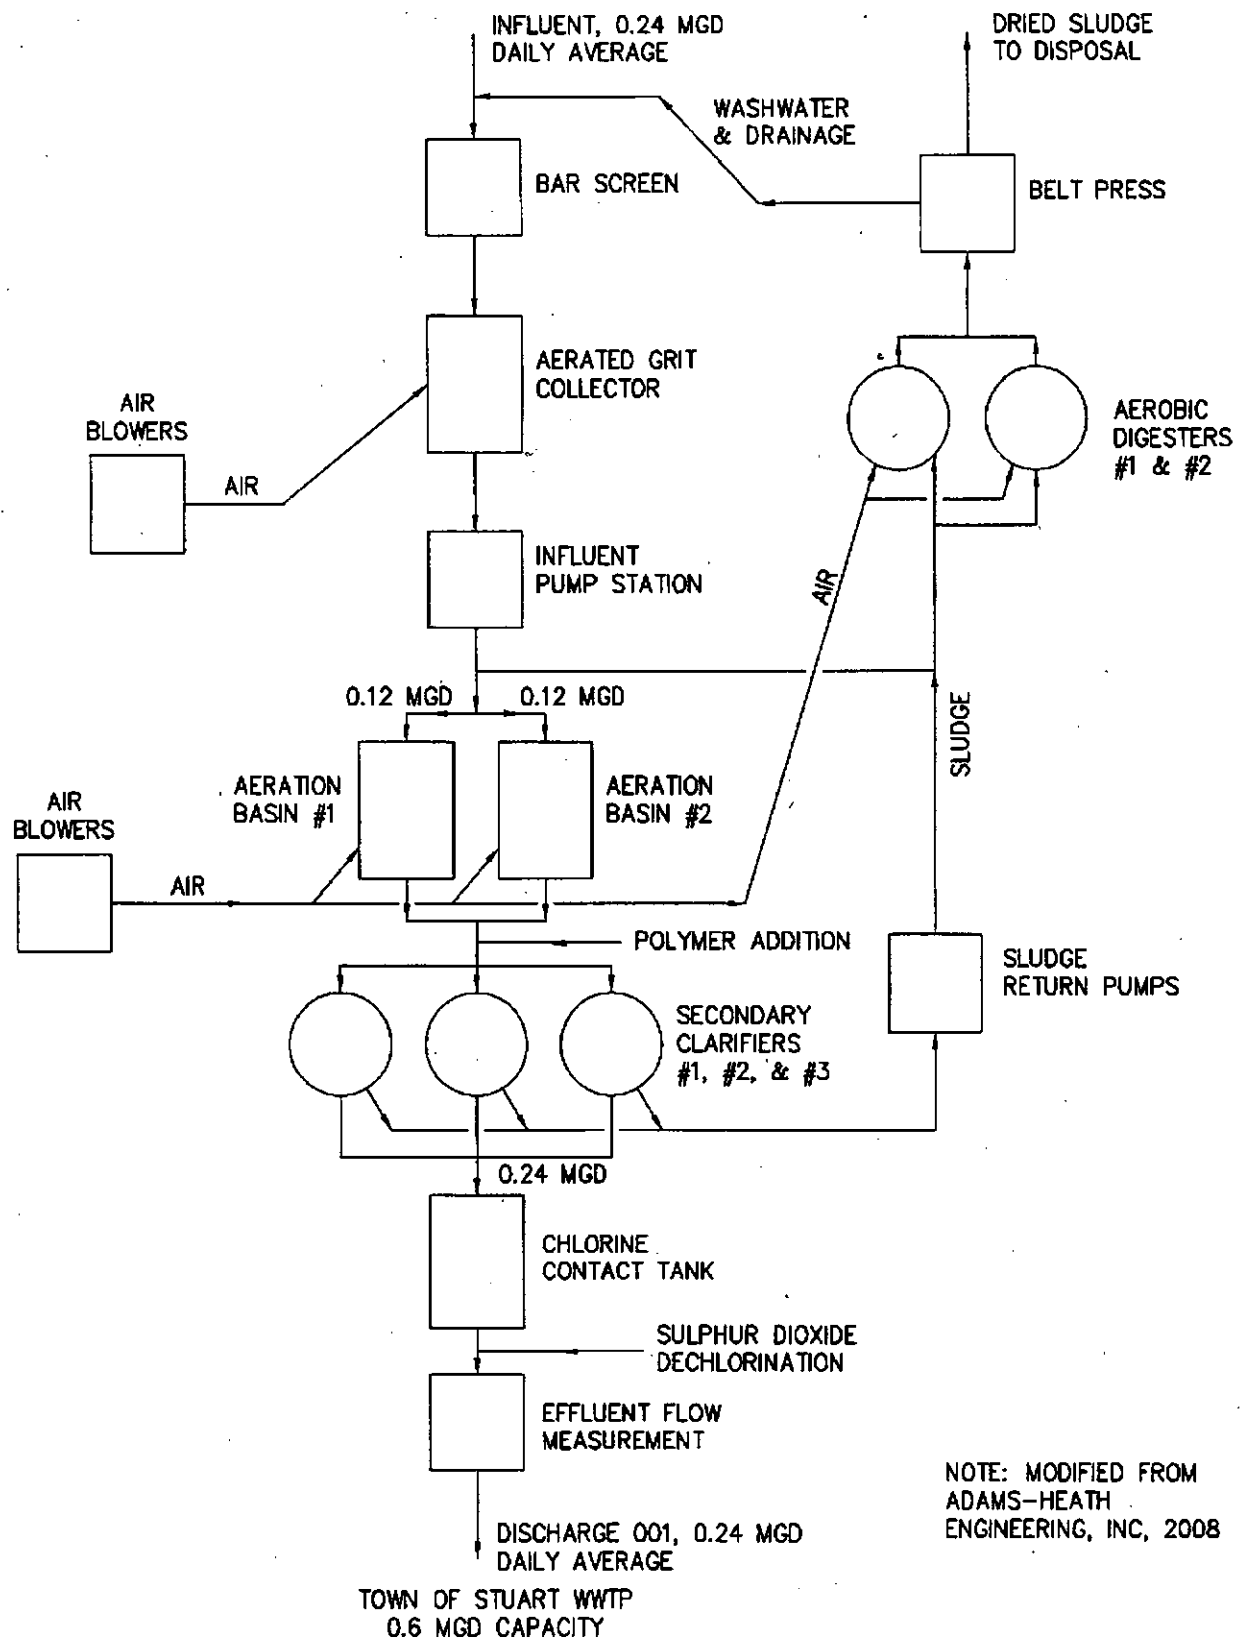 INFLUENT, 0.24 MGD
DAILY AVERAGE
DRIED SLUDGE
TO DISPOSAL
WASHWATER
& DRAINAGE
BAR SCREEN
BELT PRESS
AERATED GRIT
COLLECTOR
AIR
BLOWERS
AIR
AEROBIC
DIGESTERS
#1 & #2
INFLUENT
PUMP STATION
AIR
0.12 MGD
0.12 MGD
SLUDGE
AERATION
BASIN #1
AERATION
BASIN #2
AIR
BLOWERS
AIR
POLYMER ADDITION
SLUDGE
RETURN PUMPS
SECONDARY
CLARIFIERS
#1, #2, & #3
0.24 MGD
CHLORINE
CONTACT TANK
SULPHUR DIOXIDE
DECHLORINATION
EFFLUENT FLOW
MEASUREMENT
NOTE: MODIFIED FROM
ADAMS-HEATH
ENGINEERING, INC, 2008
DISCHARGE 001, 0.24 MGD
DAILY AVERAGE
TOWN OF STUART WWTP
0.6 MGD CAPACITY